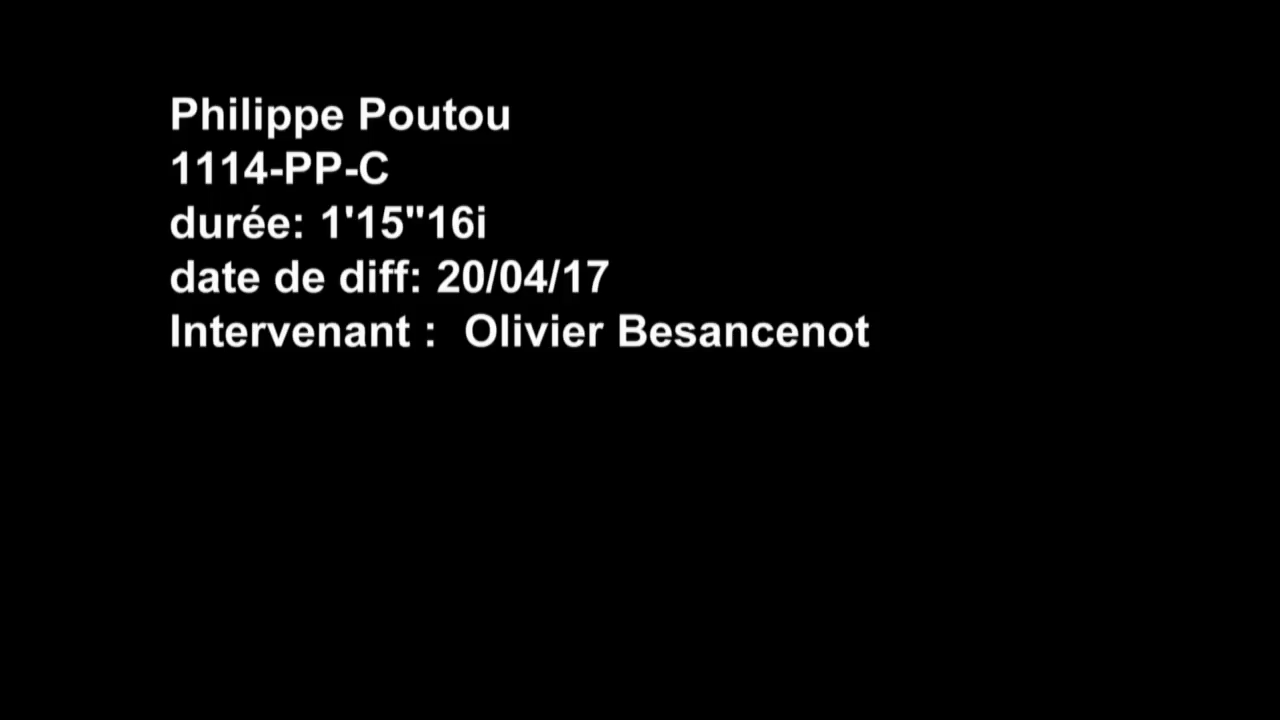 Philippe Poutou
1114-PP-C
durée: 1'15"16i
date de diff: 20/04/17
Intervenant :  Olivier Besancenot